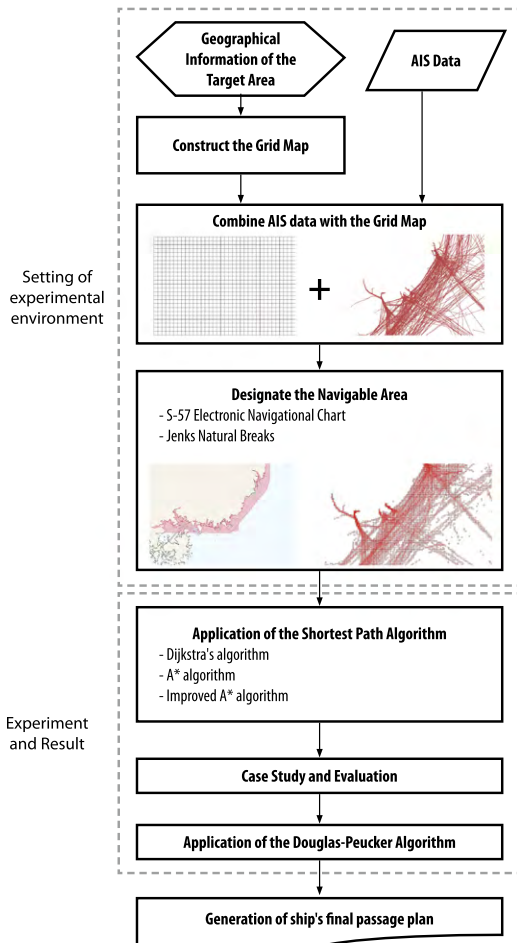 Geographical
Information of the
Target Area
AIS Data
Construct the Grid Map
Combine AIS data with the Grid Map
+
Setting of
experimental
environment
Designate the Navigable Area
- S-57 Electronic Navigational Chart
- Jenks Natural Breaks
Application of the Shortest Path Algorithm
- Dijkstra's algorithm
- A* algorithm
- Improved A* algorithm
Experiment
and Result
Case Study and Evaluation
Application of the Douglas-Peucker Algorithm
Generation of ship's final passage plan